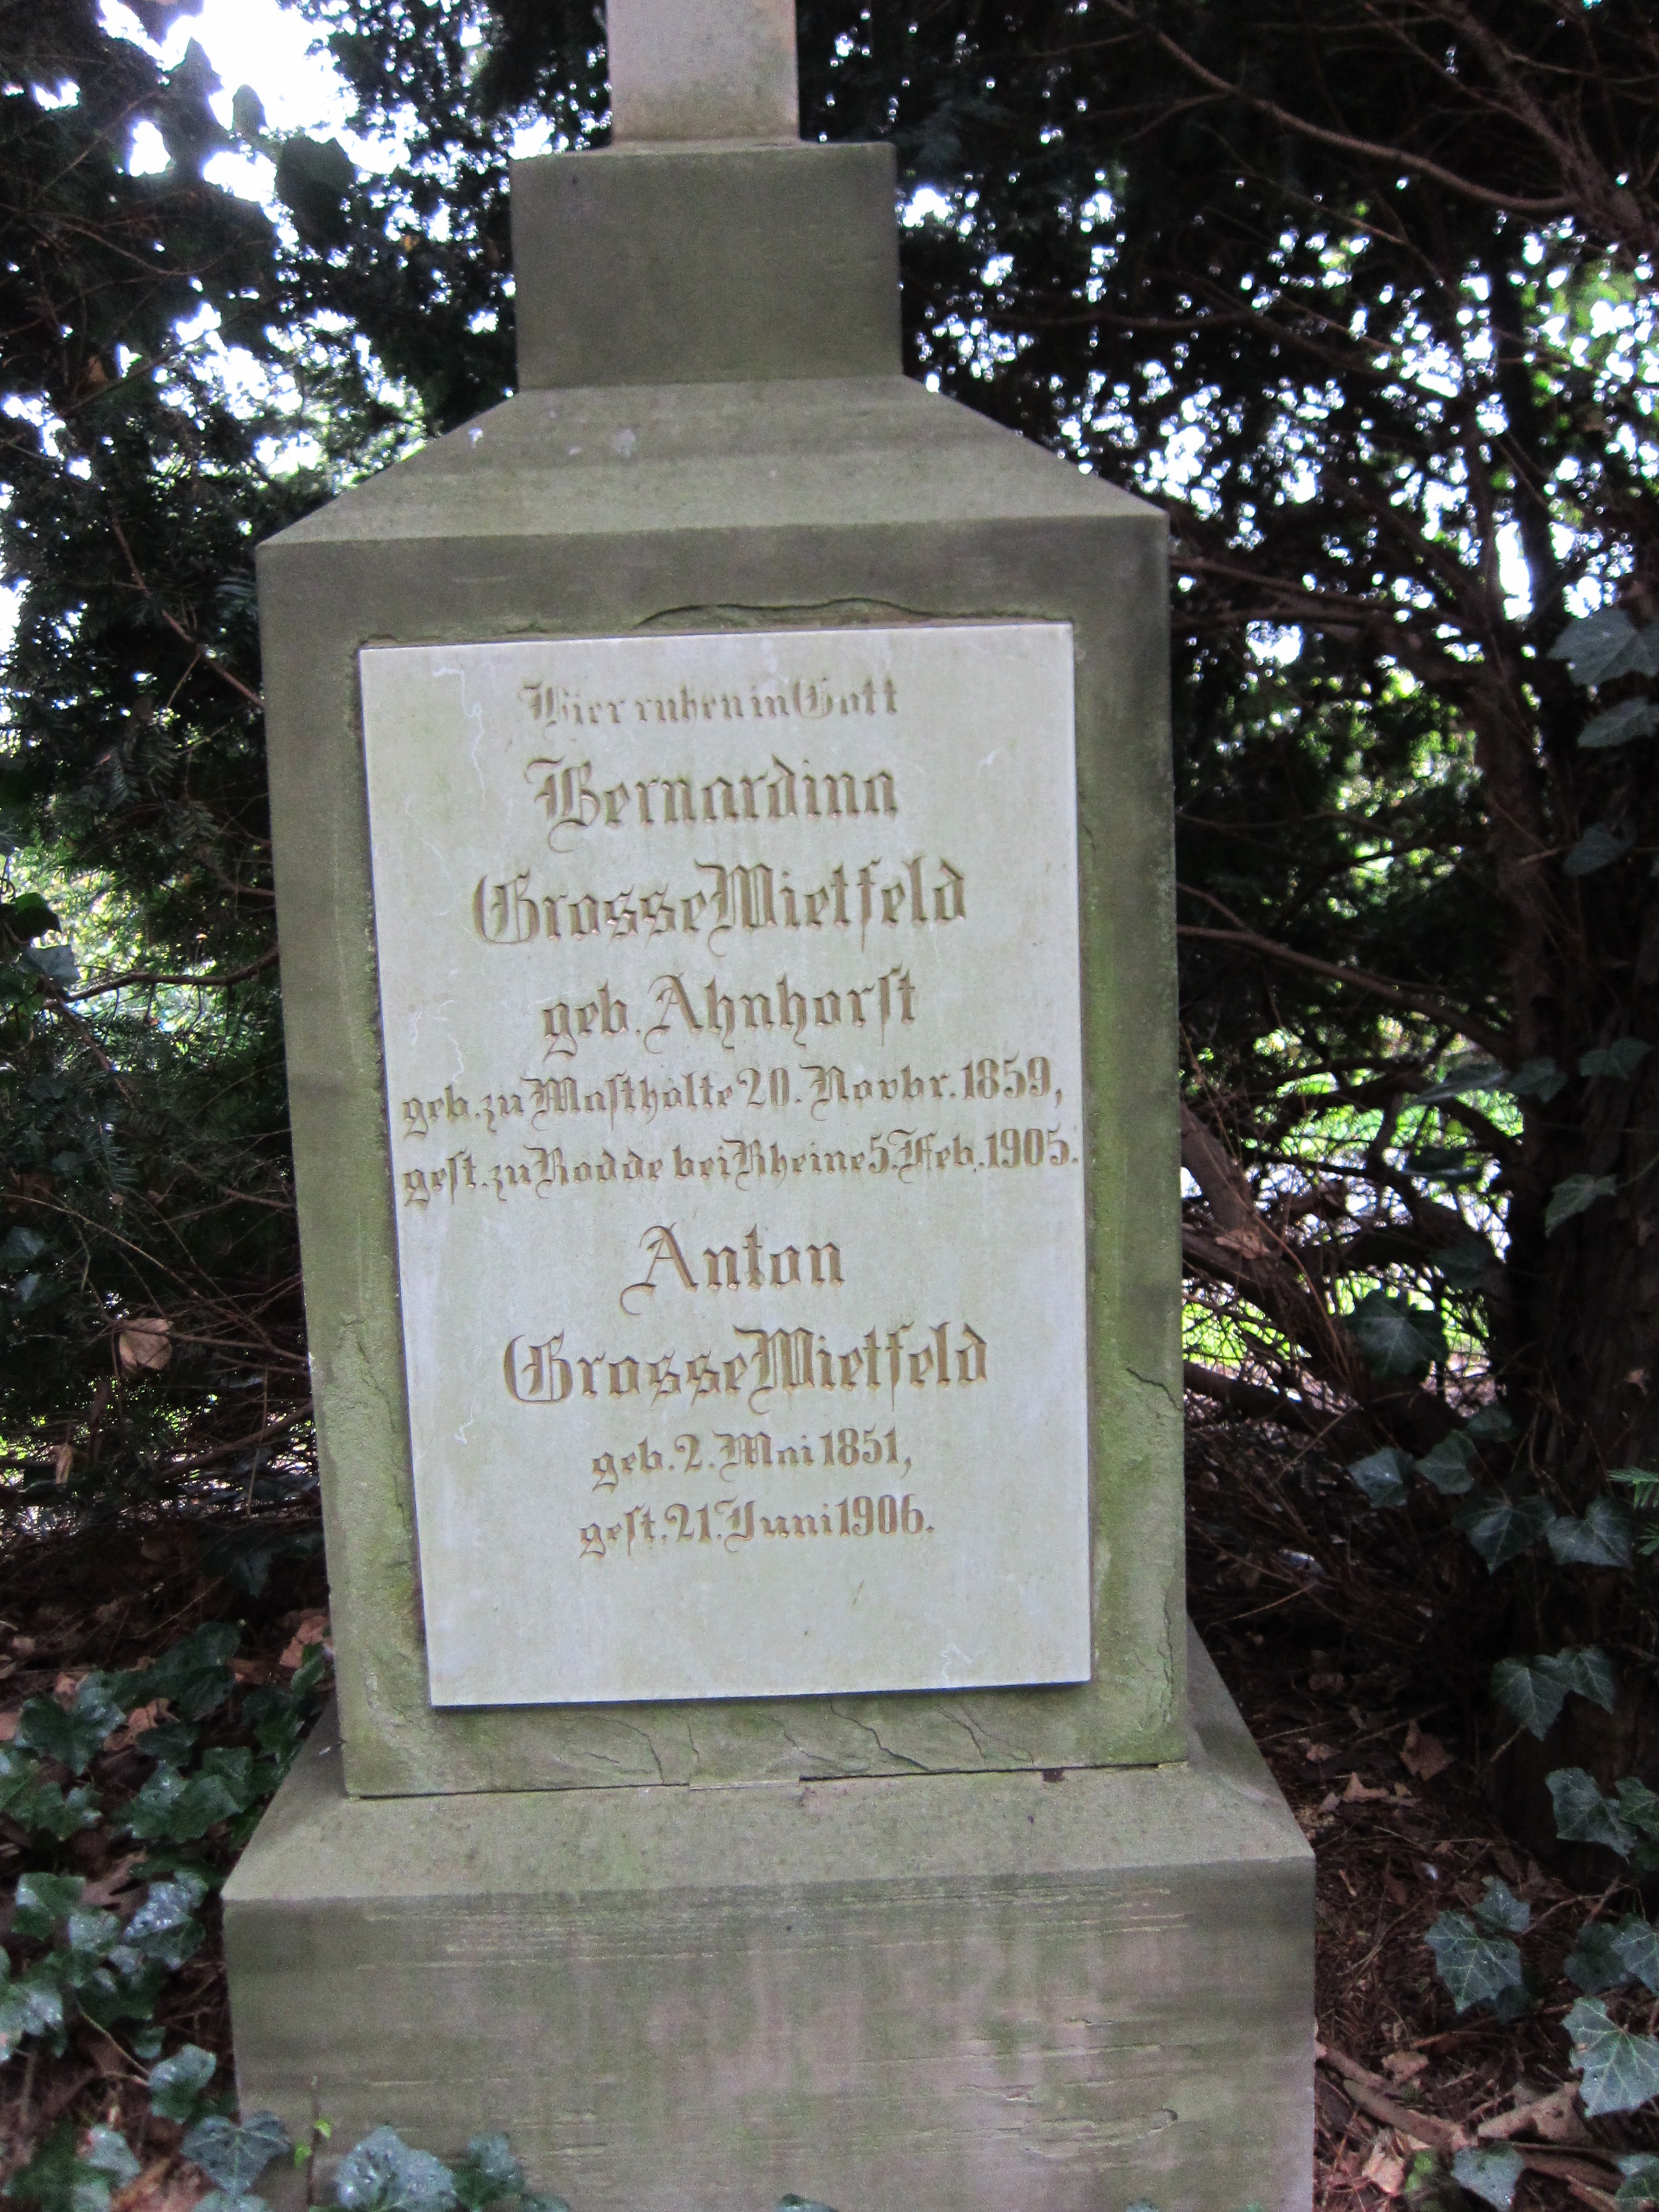 Hier ruhen in Gott
Bernardina
Grosse Wietfeld
geb. Ahnhorst
geb. zu Mastholte 20. Novbr. 1859,
gest. zu Rodde bei Rheine 5. Feb. 1905.
Anton
Grosse Wietfeld
geb. 2. Mai 1851,
gest. 21. Juni 1906.